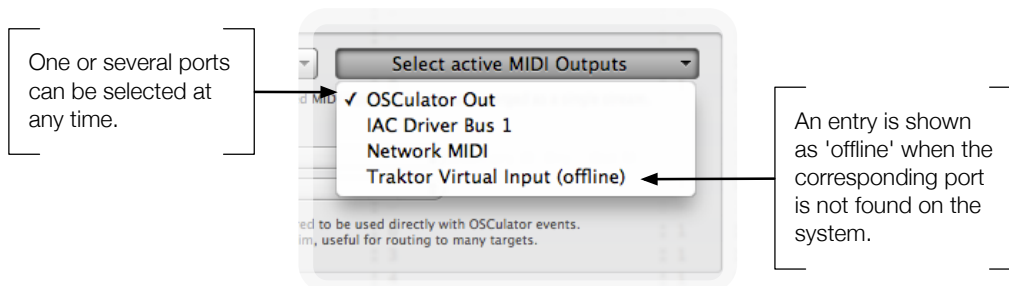 One or several ports
can be selected at
any time.
Select active MIDI Outputs
✓ OSCulator Out
IAC Driver Bus 1
Network MIDI
Traktor Virtual Input (offline)
to be used directly with OSCulator events.
useful for routing to many targets.
An entry is shown
as 'offline' when the
corresponding port
is not found on the
system.